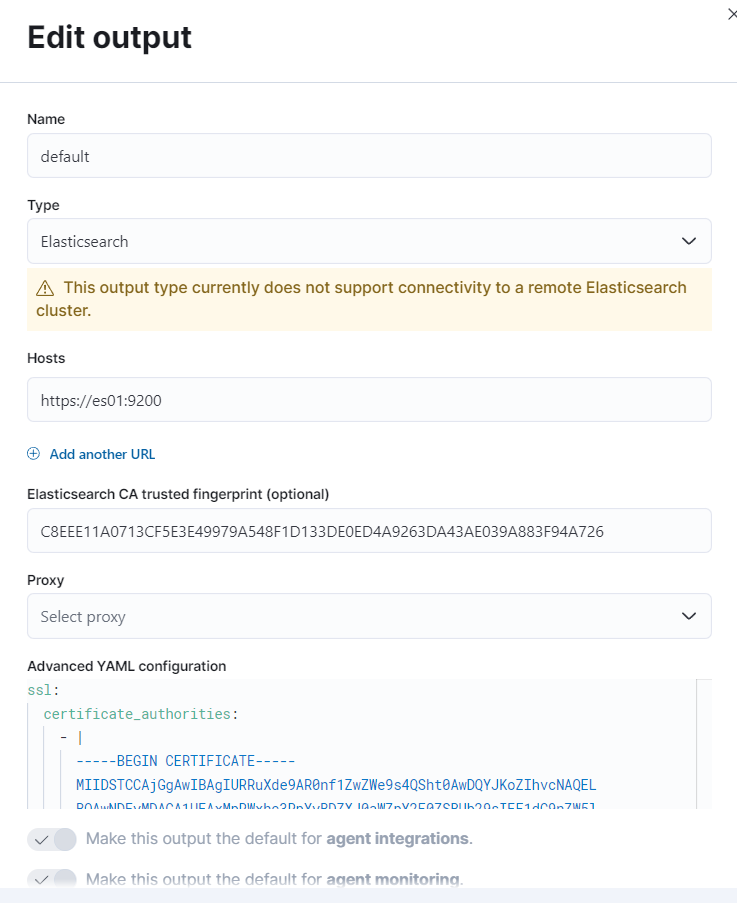 Edit output
Name
default
Type
Elasticsearch
This output type currently does not support connectivity to a remote Elasticsearch
cluster.
Hosts
https://es01:9200
Add another URL
Elasticsearch CA trusted fingerprint (optional)
C8EEE11A0713CF5E3E49979A548F1D133DE0ED4A9263DA43AE039A883F94A726
Proxy
Select proxy
Advanced YAML configuration
ssl:
certificate_authorities:
- |
-----BEGIN CERTIFICATE-----
MIIDSTCCAjGgAwIBAgIURRuXde9AR0nf1ZwZWe9s4QSht0AwDQYJKoZIhvcNAQEL
Make this output the default for agent integrations.
Make this output the default for agent monitoring.